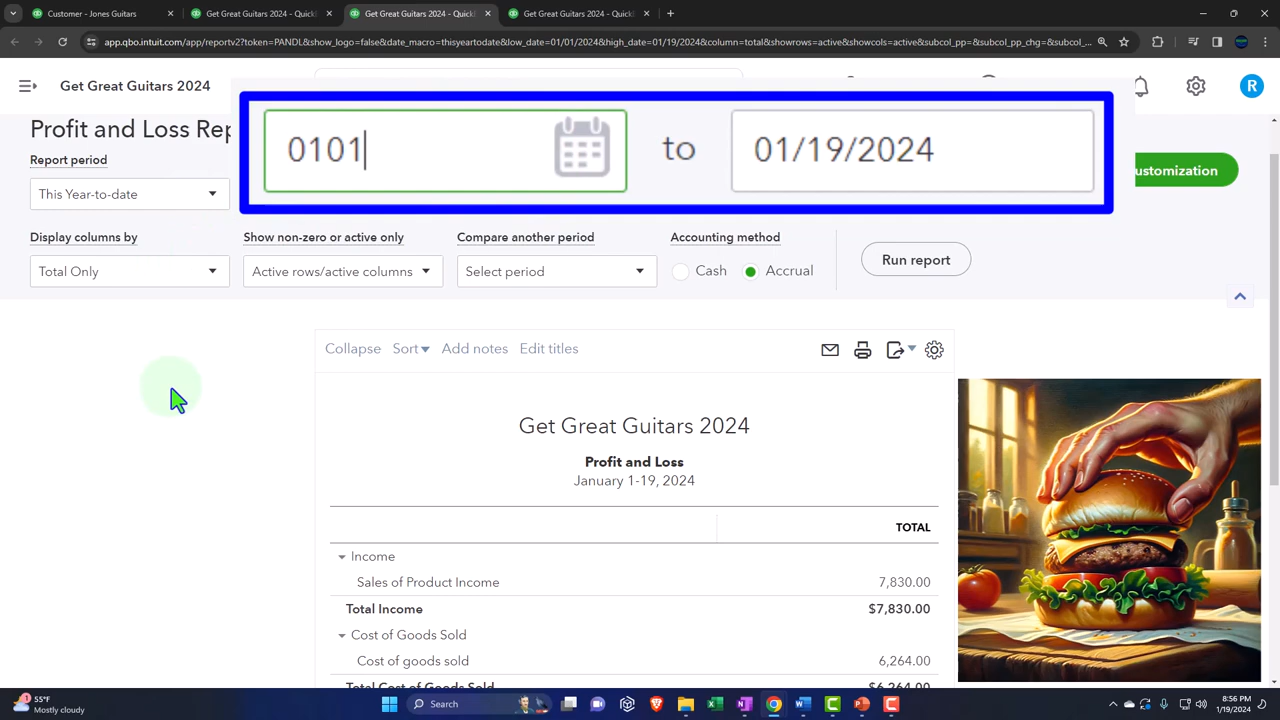 Customer - Jones Guitars
Get Great Guitars 2024 - Quick
Get Great Guitars 2024 - Quick
Get Great Guitars 2024 - Quick
app.qbo.intuit.com/app/reportv2?token=PANDL&show_logo=false&date_macro=thisyeartodate&low_date=01/01/2024&high_date=01/19/2024&column=total&showrows=active&showcols=active&subcol_pp=&subcol_pp_chg=&subcol_...
Get Great Guitars 2024
R
Profit and Loss Rep
0101 to 01/19/2024
Report period
ustomization
This Year-to-date
Display columns by Show non-zero or active only Compare another period Accounting method
Total Only Active rows/active columns Select period Cash Accrual Run report
Collapse Sort Add notes Edit titles
Get Great Guitars 2024
Profit and Loss
January 1-19, 2024
TOTAL
Income
Sales of Product Income 7,830.00
Total Income $7,830.00
Cost of Goods Sold
Cost of goods sold 6,264.00
Total Cost of Goods Sold
55°F
Mostly cloudy
Search
8:56 PM
1/19/2024